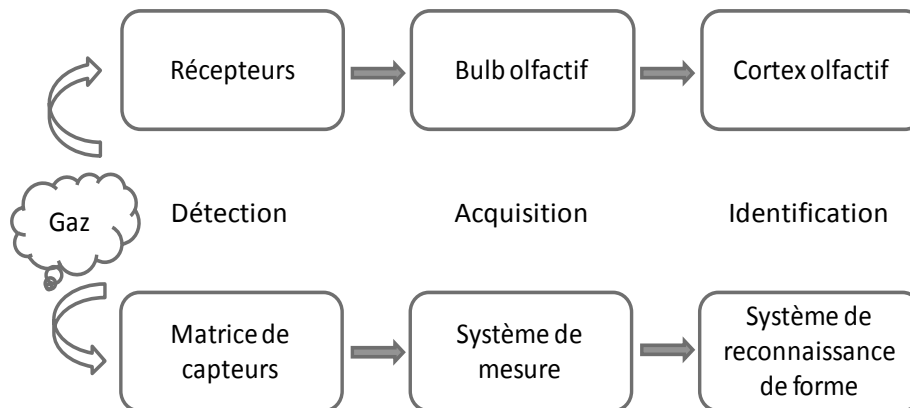 Récepteurs
Bulb olfactif
Cortex olfactif
Gaz
Détection
Acquisition
Identification
Matrice de
capteurs
Système de
mesure
Système de
reconnaissance
de forme